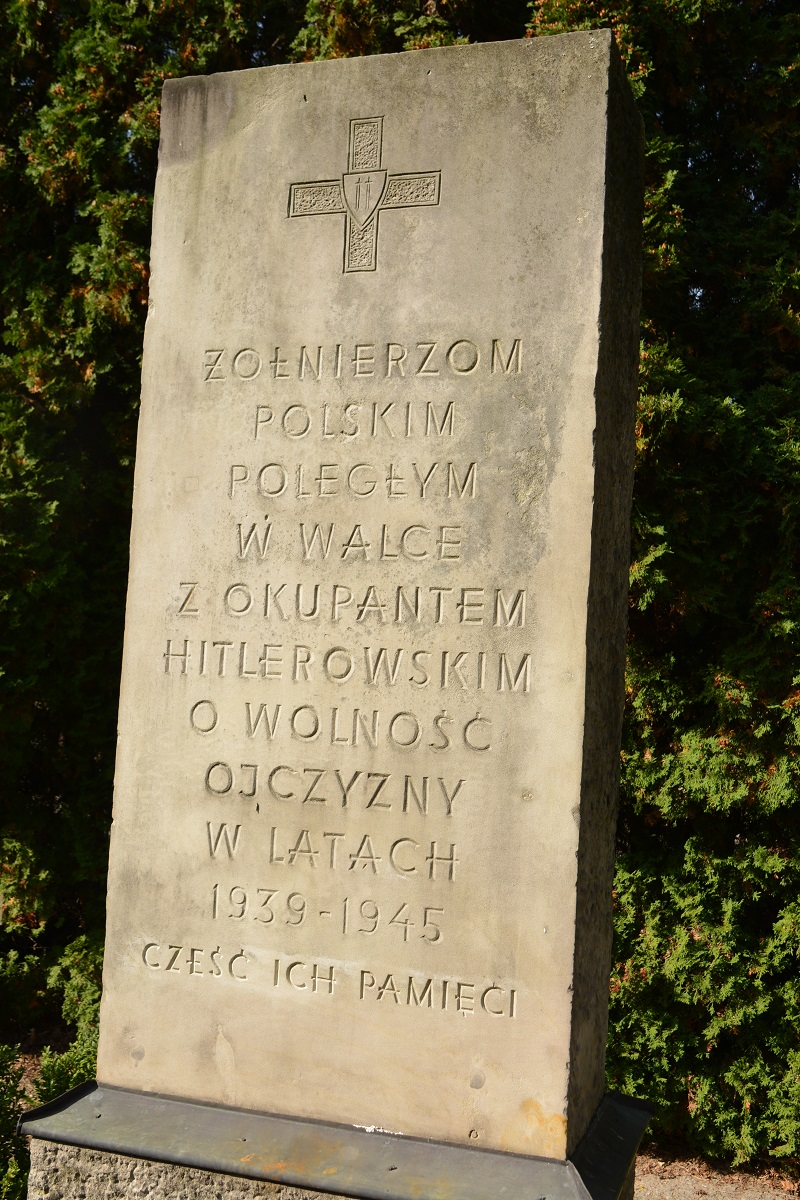 ŻOŁNIERZOM
POLSKIM
POLEGŁYM
W WALCE
Z OKUPANTEM
HITLEROWSKIM
O WOLNOŚĆ
OJCZYZNY
W LATACH
1939-1945
CZEŚĆ ICH PAMIĘCI